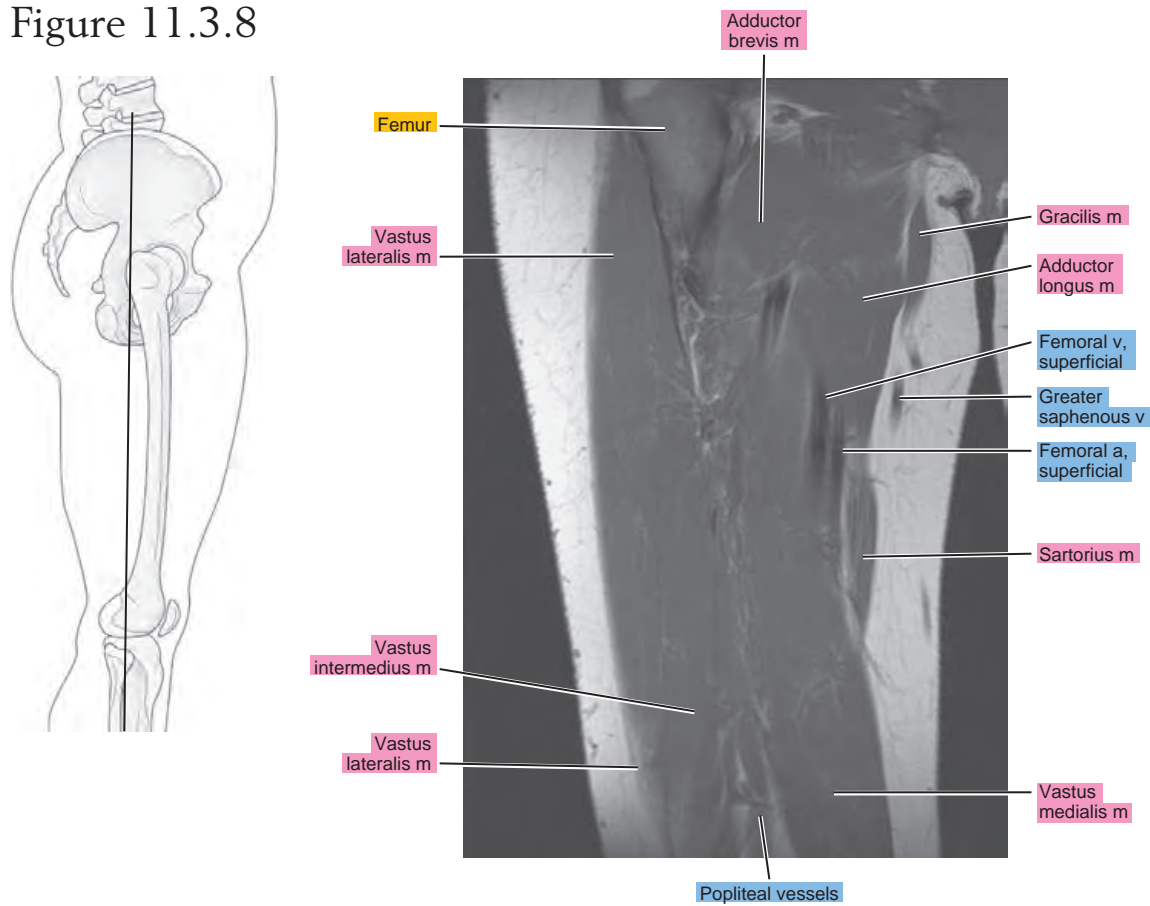 Figure 11.3.8
Adductor
brevis m
Femur
Vastus
lateralis m
Gracilis m
Adductor
longus m
Femoral v,
superficial
Greater
saphenous v
Femoral a,
superficial
Sartorius m
Vastus
intermedius m
Vastus
lateralis m
Vastus
medialis m
Popliteal vessels